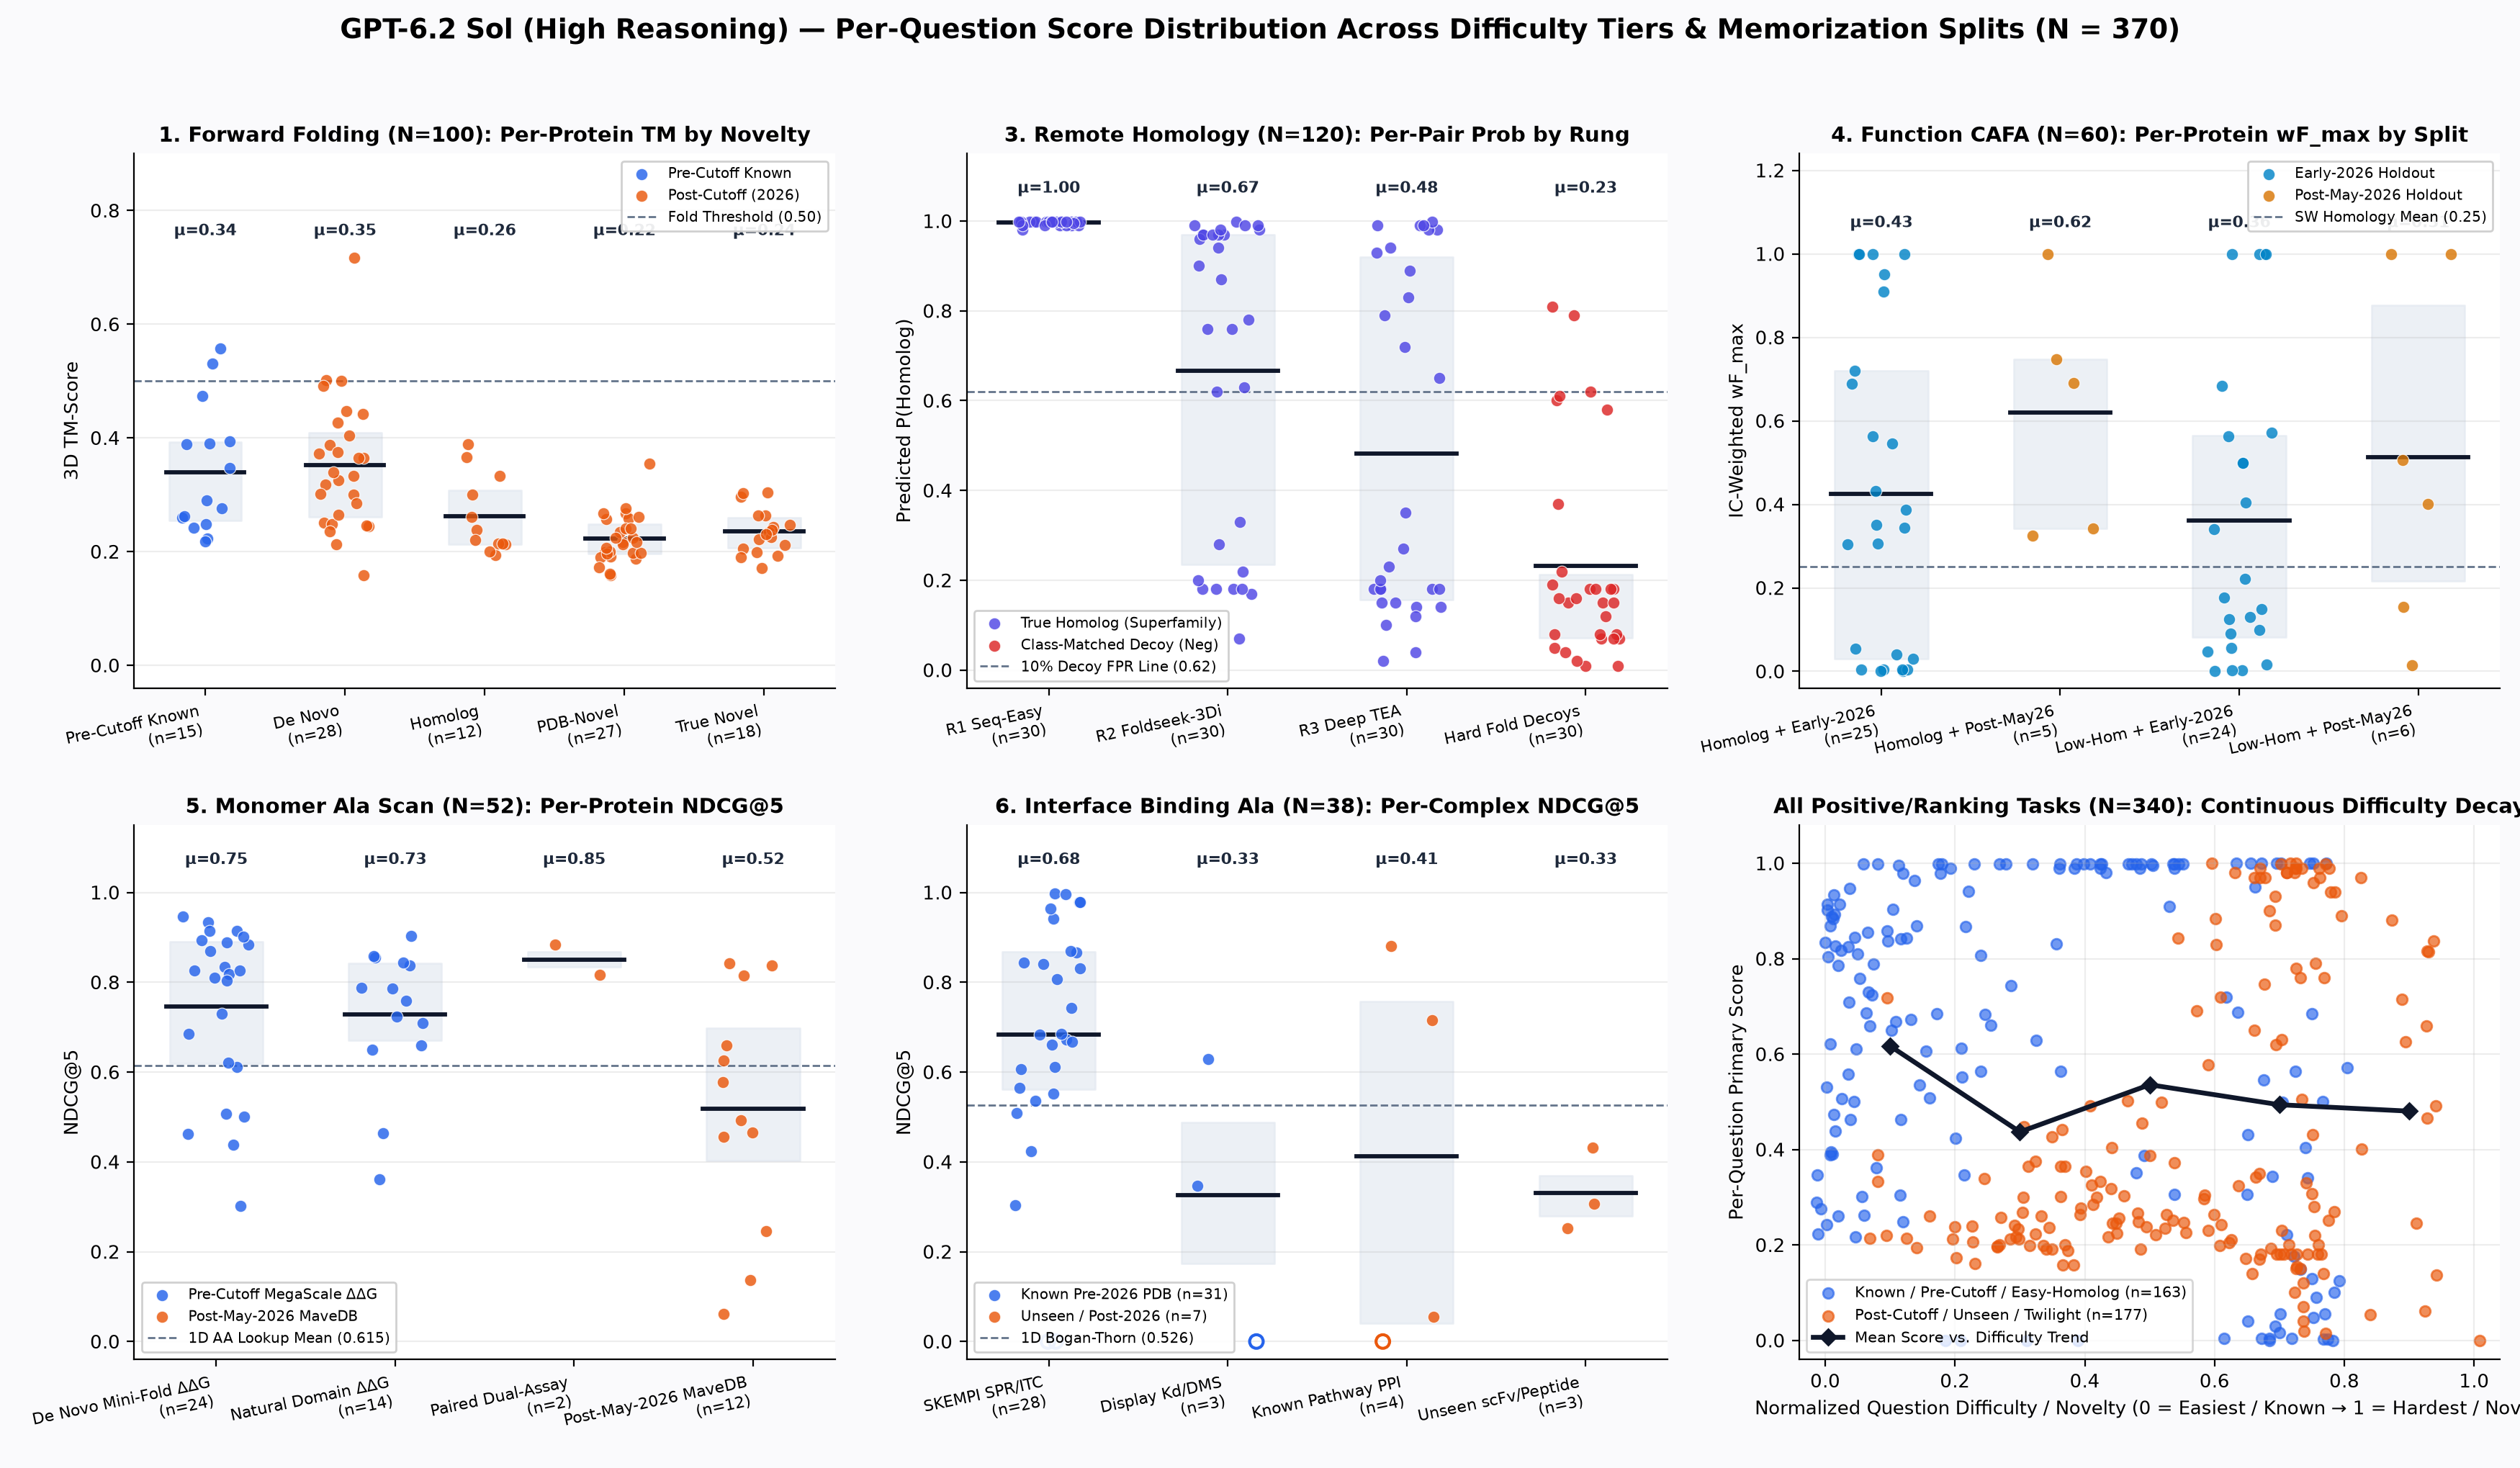 GPT-6.2 Sol (High Reasoning) — Per-Question Score Distribution Across Difficulty Tiers & Memorization Splits (N = 370)
1. Forward Folding (N=100): Per-Protein TM by Novelty
3D TM-Score
0.8
0.6
0.4
0.2
0.0
Pre-Cutoff Known
Post-Cutoff (2026)
Fold Threshold (0.50)
μ=0.34
μ=0.35
μ=0.26
μ=0.22
μ=0.24
Pre-Cutoff Known
(n=15)
De Novo
(n=28)
Homolog
(n=12)
PDB-Novel
(n=27)
True Novel
(n=18)
3. Remote Homology (N=120): Per-Pair Prob by Rung
Predicted P(Homolog)
1.0
0.8
0.6
0.4
0.2
0.0
μ=1.00
μ=0.67
μ=0.48
μ=0.23
True Homolog (Superfamily)
Class-Matched Decoy (Neg)
10% Decoy FPR Line (0.62)
R1 Seq-Easy
(n=30)
R2 Foldseek-3Di
(n=30)
R3 Deep TEA
(n=30)
Hard Fold Decoys
(n=30)
4. Function CAFA (N=60): Per-Protein wF_max by Split
IC-Weighted wF_max
1.2
1.0
0.8
0.6
0.4
0.2
0.0
Early-2026 Holdout
Post-May-2026 Holdout
SW Homology Mean (0.25)
μ=0.43
μ=0.62
μ=0.36
μ=0.51
Homolog + Early-2026
(n=25)
Homolog + Post-May26
(n=5)
Low-Hom + Early-2026
(n=24)
Low-Hom + Post-May26
(n=6)
5. Monomer Ala Scan (N=52): Per-Protein NDCG@5
NDCG@5
1.0
0.8
0.6
0.4
0.2
0.0
μ=0.75
μ=0.73
μ=0.85
μ=0.52
Pre-Cutoff MegaScale ΔΔG
Post-May-2026 MaveDB
1D AA Lookup Mean (0.615)
De Novo Mini-Fold ΔΔG
(n=24)
Natural Domain ΔΔG
(n=14)
Paired Dual-Assay
(n=2)
Post-May-2026 MaveDB
(n=12)
6. Interface Binding Ala (N=38): Per-Complex NDCG@5
NDCG@5
1.0
0.8
0.6
0.4
0.2
0.0
μ=0.68
μ=0.33
μ=0.41
μ=0.33
Known Pre-2026 PDB (n=31)
Unseen / Post-2026 (n=7)
1D Bogan-Thorn (0.526)
SKEMPI SPR/ITC
(n=28)
Display Kd/DMS
(n=3)
Known Pathway PPI
(n=4)
Unseen scFv/Peptide
(n=3)
All Positive/Ranking Tasks (N=340): Continuous Difficulty Decay
Per-Question Primary Score
1.0
0.8
0.6
0.4
0.2
0.0
Known / Pre-Cutoff / Easy-Homolog (n=163)
Post-Cutoff / Unseen / Twilight (n=177)
Mean Score vs. Difficulty Trend
0.0
0.2
0.4
0.6
0.8
1.0
Normalized Question Difficulty / Novelty (0 = Easiest / Known → 1 = Hardest / Nov